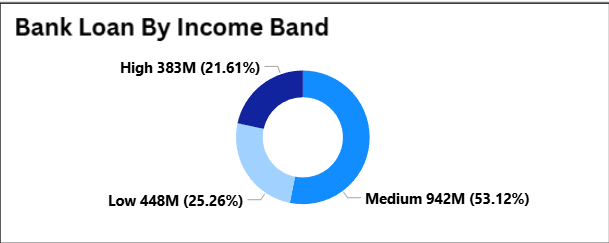 Bank Loan By Income Band
High 383M (21.61%)
Low 448M (25.26%)
Medium 942M (53.12%)